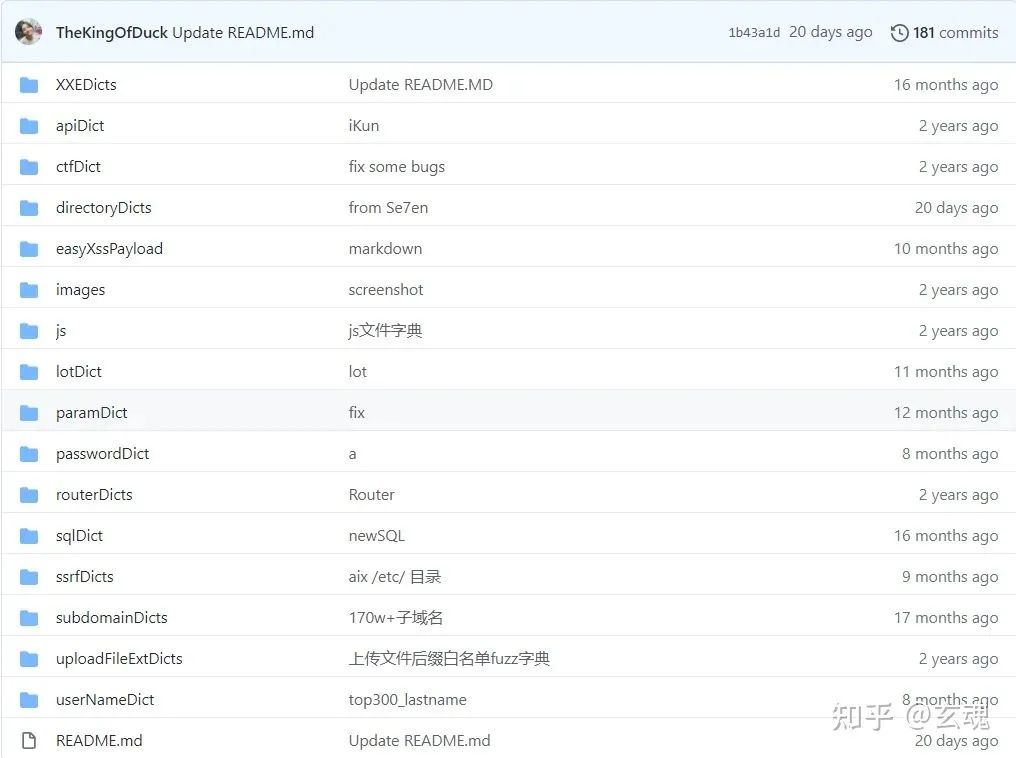 TheKingOfDuck Update README.md 1b43a1d 20 days ago 181 commits
XXEDicts Update README.MD 16 months ago
apiDict iKun 2 years ago
ctfDict fix some bugs 2 years ago
directoryDicts from Se7en 20 days ago
easyXssPayload markdown 10 months ago
images screenshot 2 years ago
js js文件字典 2 years ago
lotDict lot 11 months ago
paramDict fix 12 months ago
passwordDict a 8 months ago
routerDicts Router 2 years ago
sqlDict newSQL 16 months ago
ssrfDicts aix /etc/ 目录 9 months ago
subdomainDicts 170w+子域名 17 months ago
uploadFileExtDicts 上传文件后缀白名单fuzz字典 2 years ago
userNameDict top300_lastname 8 months ago
知乎 @玄魂
README.md Update README.md 20 days ago